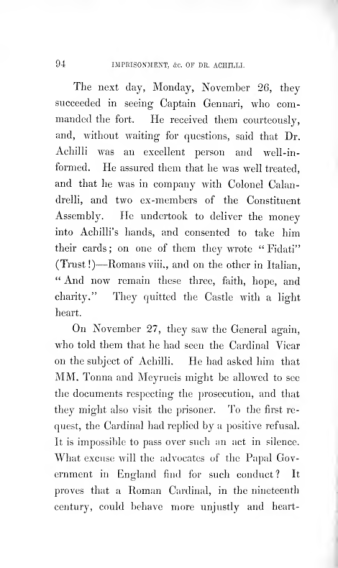 94 IMPRISONMENT, &c. OF DR. ACHILLI.
The next day, Monday, November 26, they
succeeded in seeing Captain Gennari, who com-
manded the fort. He received them courteously,
and, without waiting for questions, said that Dr.
Achilli was an excellent person and well-in-
formed. He assured them that he was well treated,
and that he was in company with Colonel Calan-
drelli, and two ex-members of the Constituent
Assembly. He undertook to deliver the money
into Achilli's hands, and consented to take him
their cards; on one of them they wrote "Fidati"
(Trust!)—Romans viii., and on the other in Italian,
"And now remain these three, faith, hope, and
charity." They quitted the Castle with a light
heart.
On November 27, they saw the General again,
who told them that he had seen the Cardinal Vicar
on the subject of Achilli. He had asked him that
MM. Tonna and Meyrueis might be allowed to see
the documents respecting the prosecution, and that
they might also visit the prisoner. To the first re-
quest, the Cardinal had replied by a positive refusal.
It is impossible to pass over such an act in silence.
What excuse will the advocates of the Papal Gov-
ernment in England find for such conduct? It
proves that a Roman Cardinal, in the nineteenth
century, could behave more unjustly and heart-